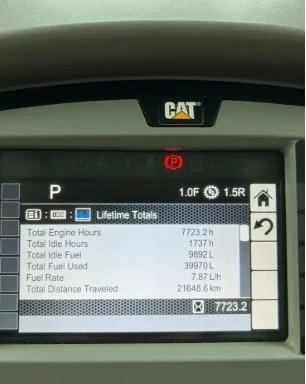 CAT
P
P 1.0F 1.5R
Lifetime Totals
Total Engine Hours 7723.2 h
Total Idle Hours 1737 h
Total Idle Fuel 9892 L
Total Fuel Used 39970 L
Fuel Rate 7.87 L/h
Total Distance Traveled 21648.6 km
7723.2